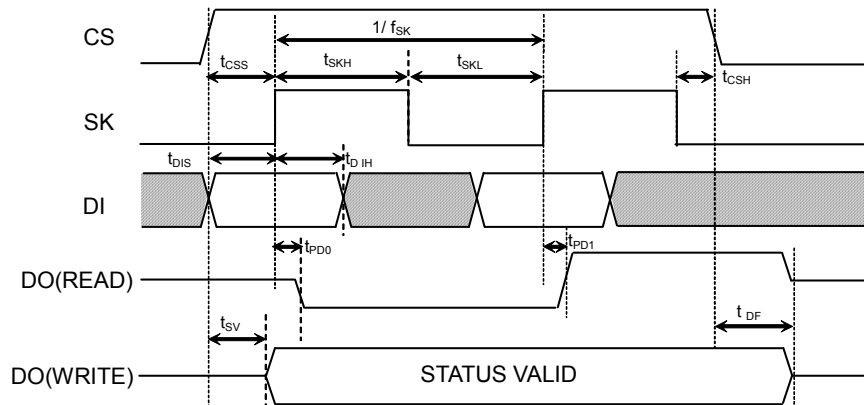 CS
1/ fSK
tCSS
tSKH
tSKL
tCSH
SK
tDIS
tD IH
DI
tPD0
tPD1
DO(READ)
tSV
t DF
DO(WRITE)
STATUS VALID